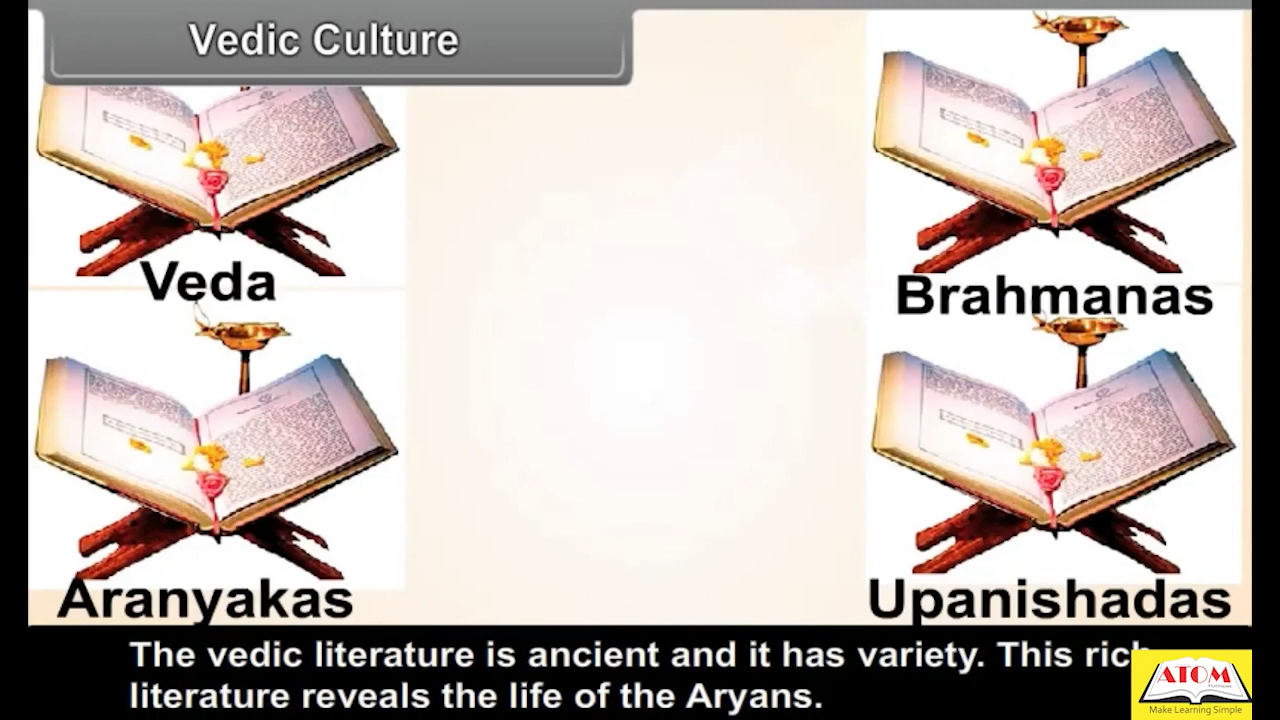 Vedic Culture
Veda
Brahmanas
Aranyakas
Upanishadas
The vedic literature is ancient and it has variety. This rich
literature reveals the life of the Aryans.
ATOM
Make Learning Simple